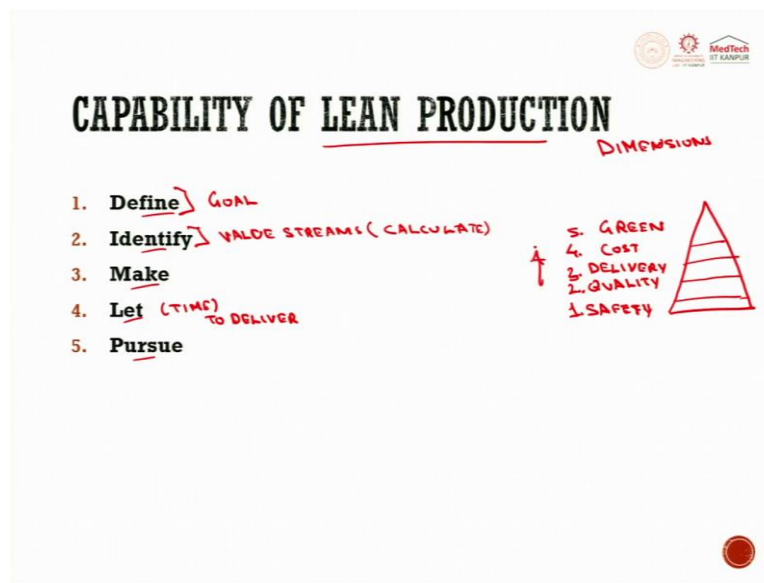 MedTech
IIT KANPUR
CAPABILITY OF LEAN PRODUCTION
DIMENSIONS
1. Define} GOAL
2. Identify} VALUE STREAMS (CALCULATE)
3. Make
4. Let (TIME)
TO DELIVER
5. Pursue
5. GREEN
4. COST
3. DELIVERY
2. QUALITY
1. SAFETY